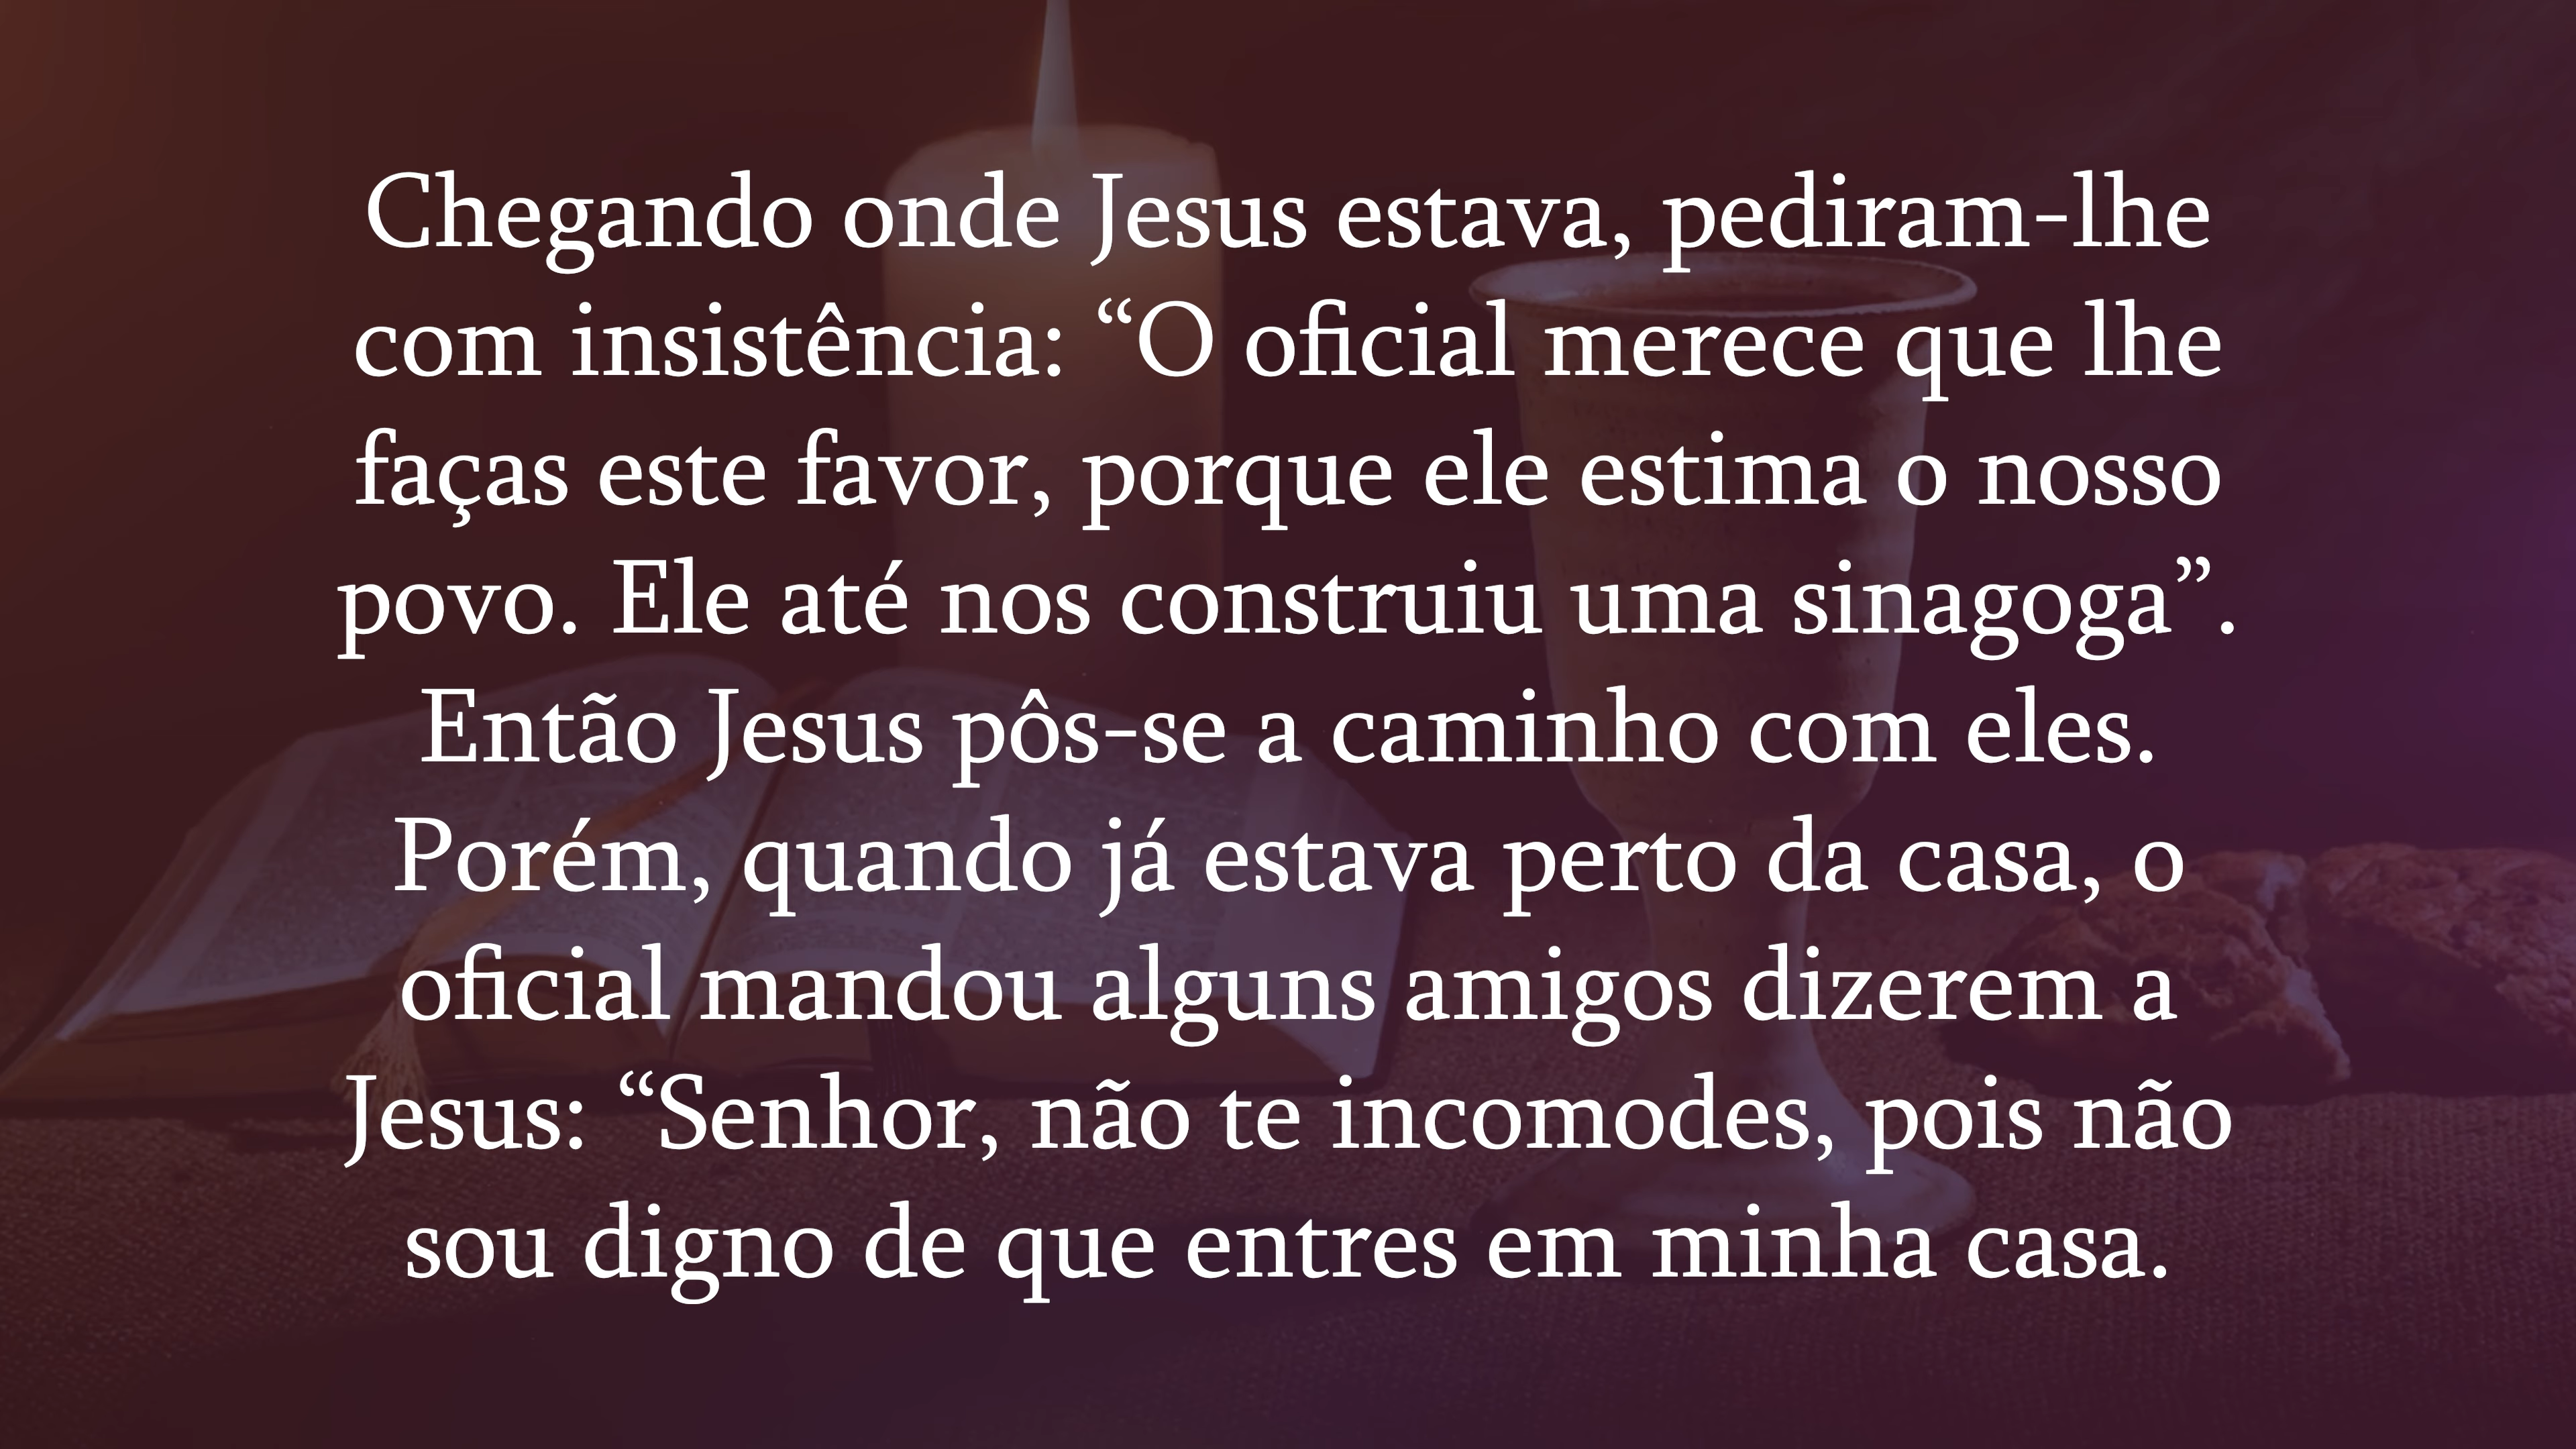 Chegando onde Jesus estava, pediram-lhe
com insistência: “O oficial merece que lhe
faças este favor, porque ele estima o nosso
povo. Ele até nos construiu uma sinagoga”.
Então Jesus pôs-se a caminho com eles.
Porém, quando já estava perto da casa, o
oficial mandou alguns amigos dizerem a
Jesus: “Senhor, não te incomodes, pois não
sou digno de que entres em minha casa.